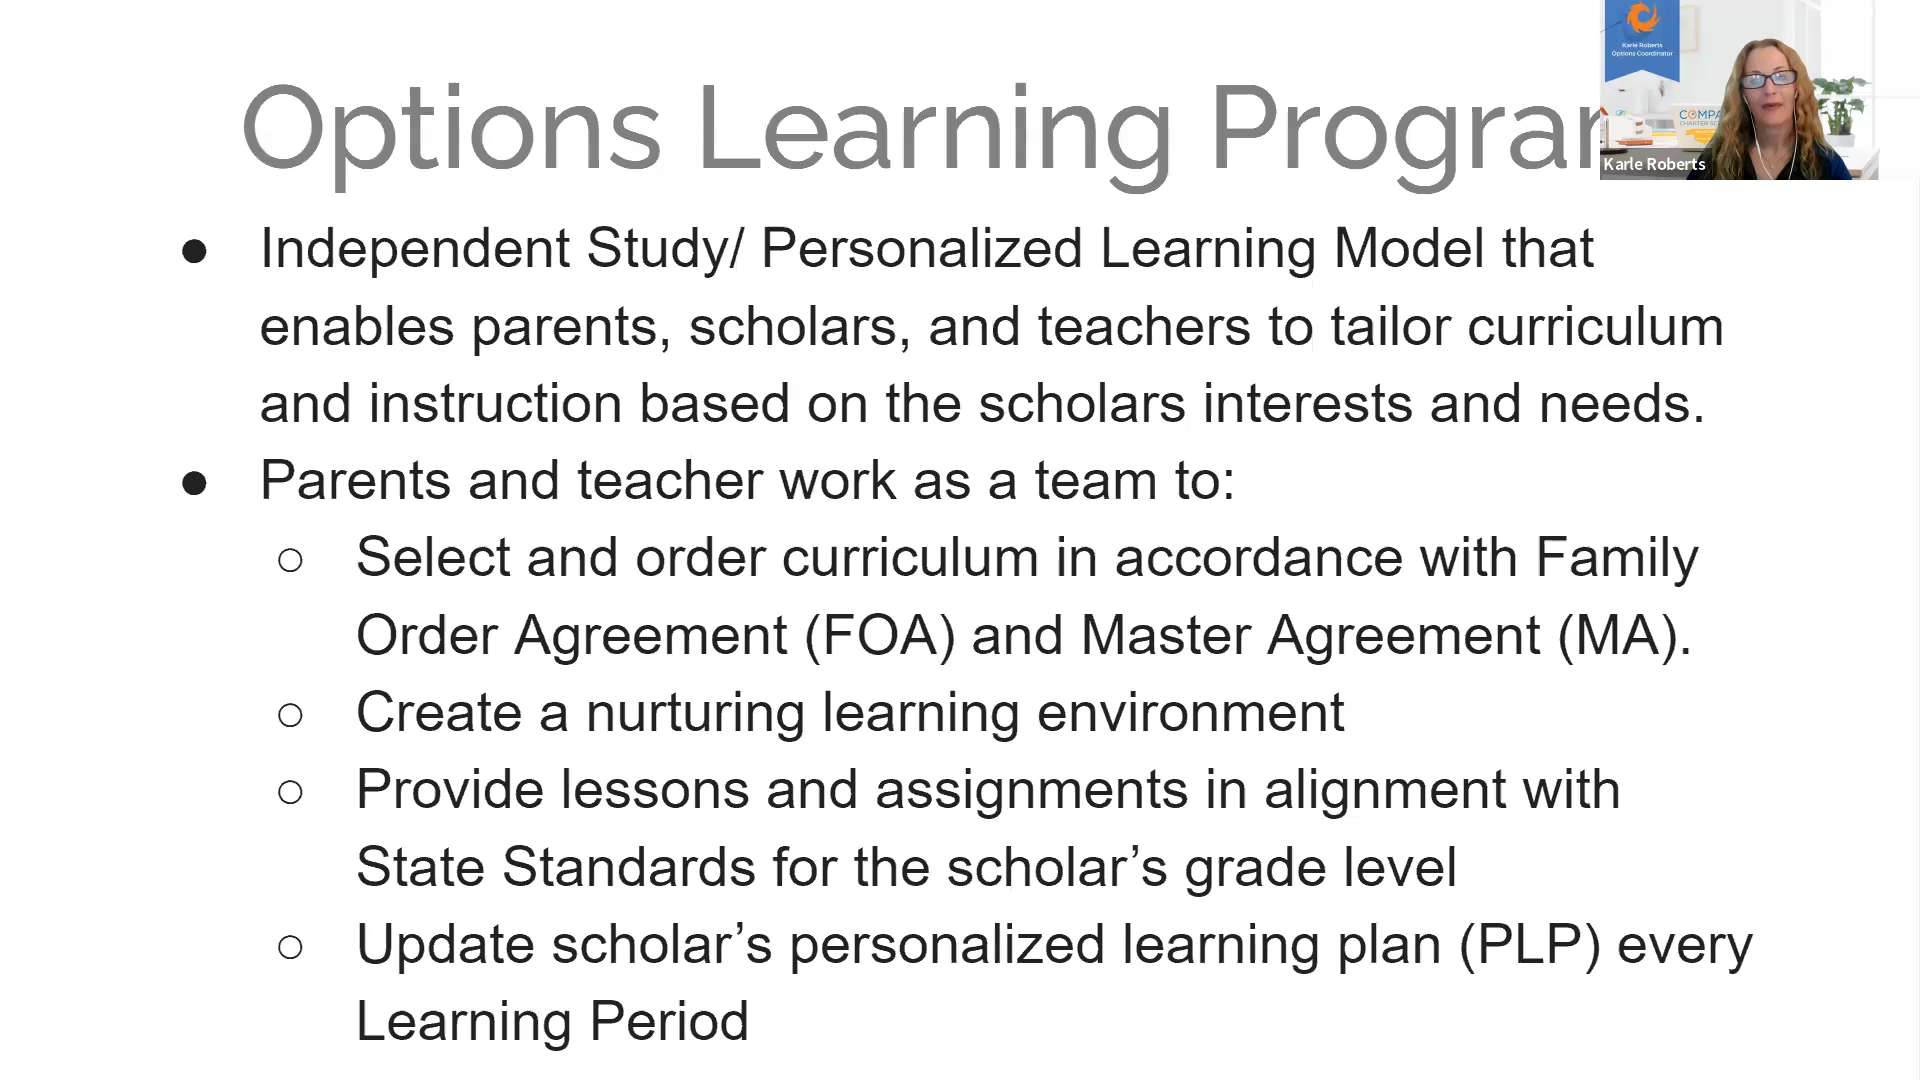 Karle Roberts
Options Coordinator
Options Learning Progra
Karle Roberts
● Independent Study/ Personalized Learning Model that
enables parents, scholars, and teachers to tailor curriculum
and instruction based on the scholars interests and needs.
● Parents and teacher work as a team to:
○ Select and order curriculum in accordance with Family
Order Agreement (FOA) and Master Agreement (MA).
○ Create a nurturing learning environment
○ Provide lessons and assignments in alignment with
State Standards for the scholar’s grade level
○ Update scholar’s personalized learning plan (PLP) every
Learning Period